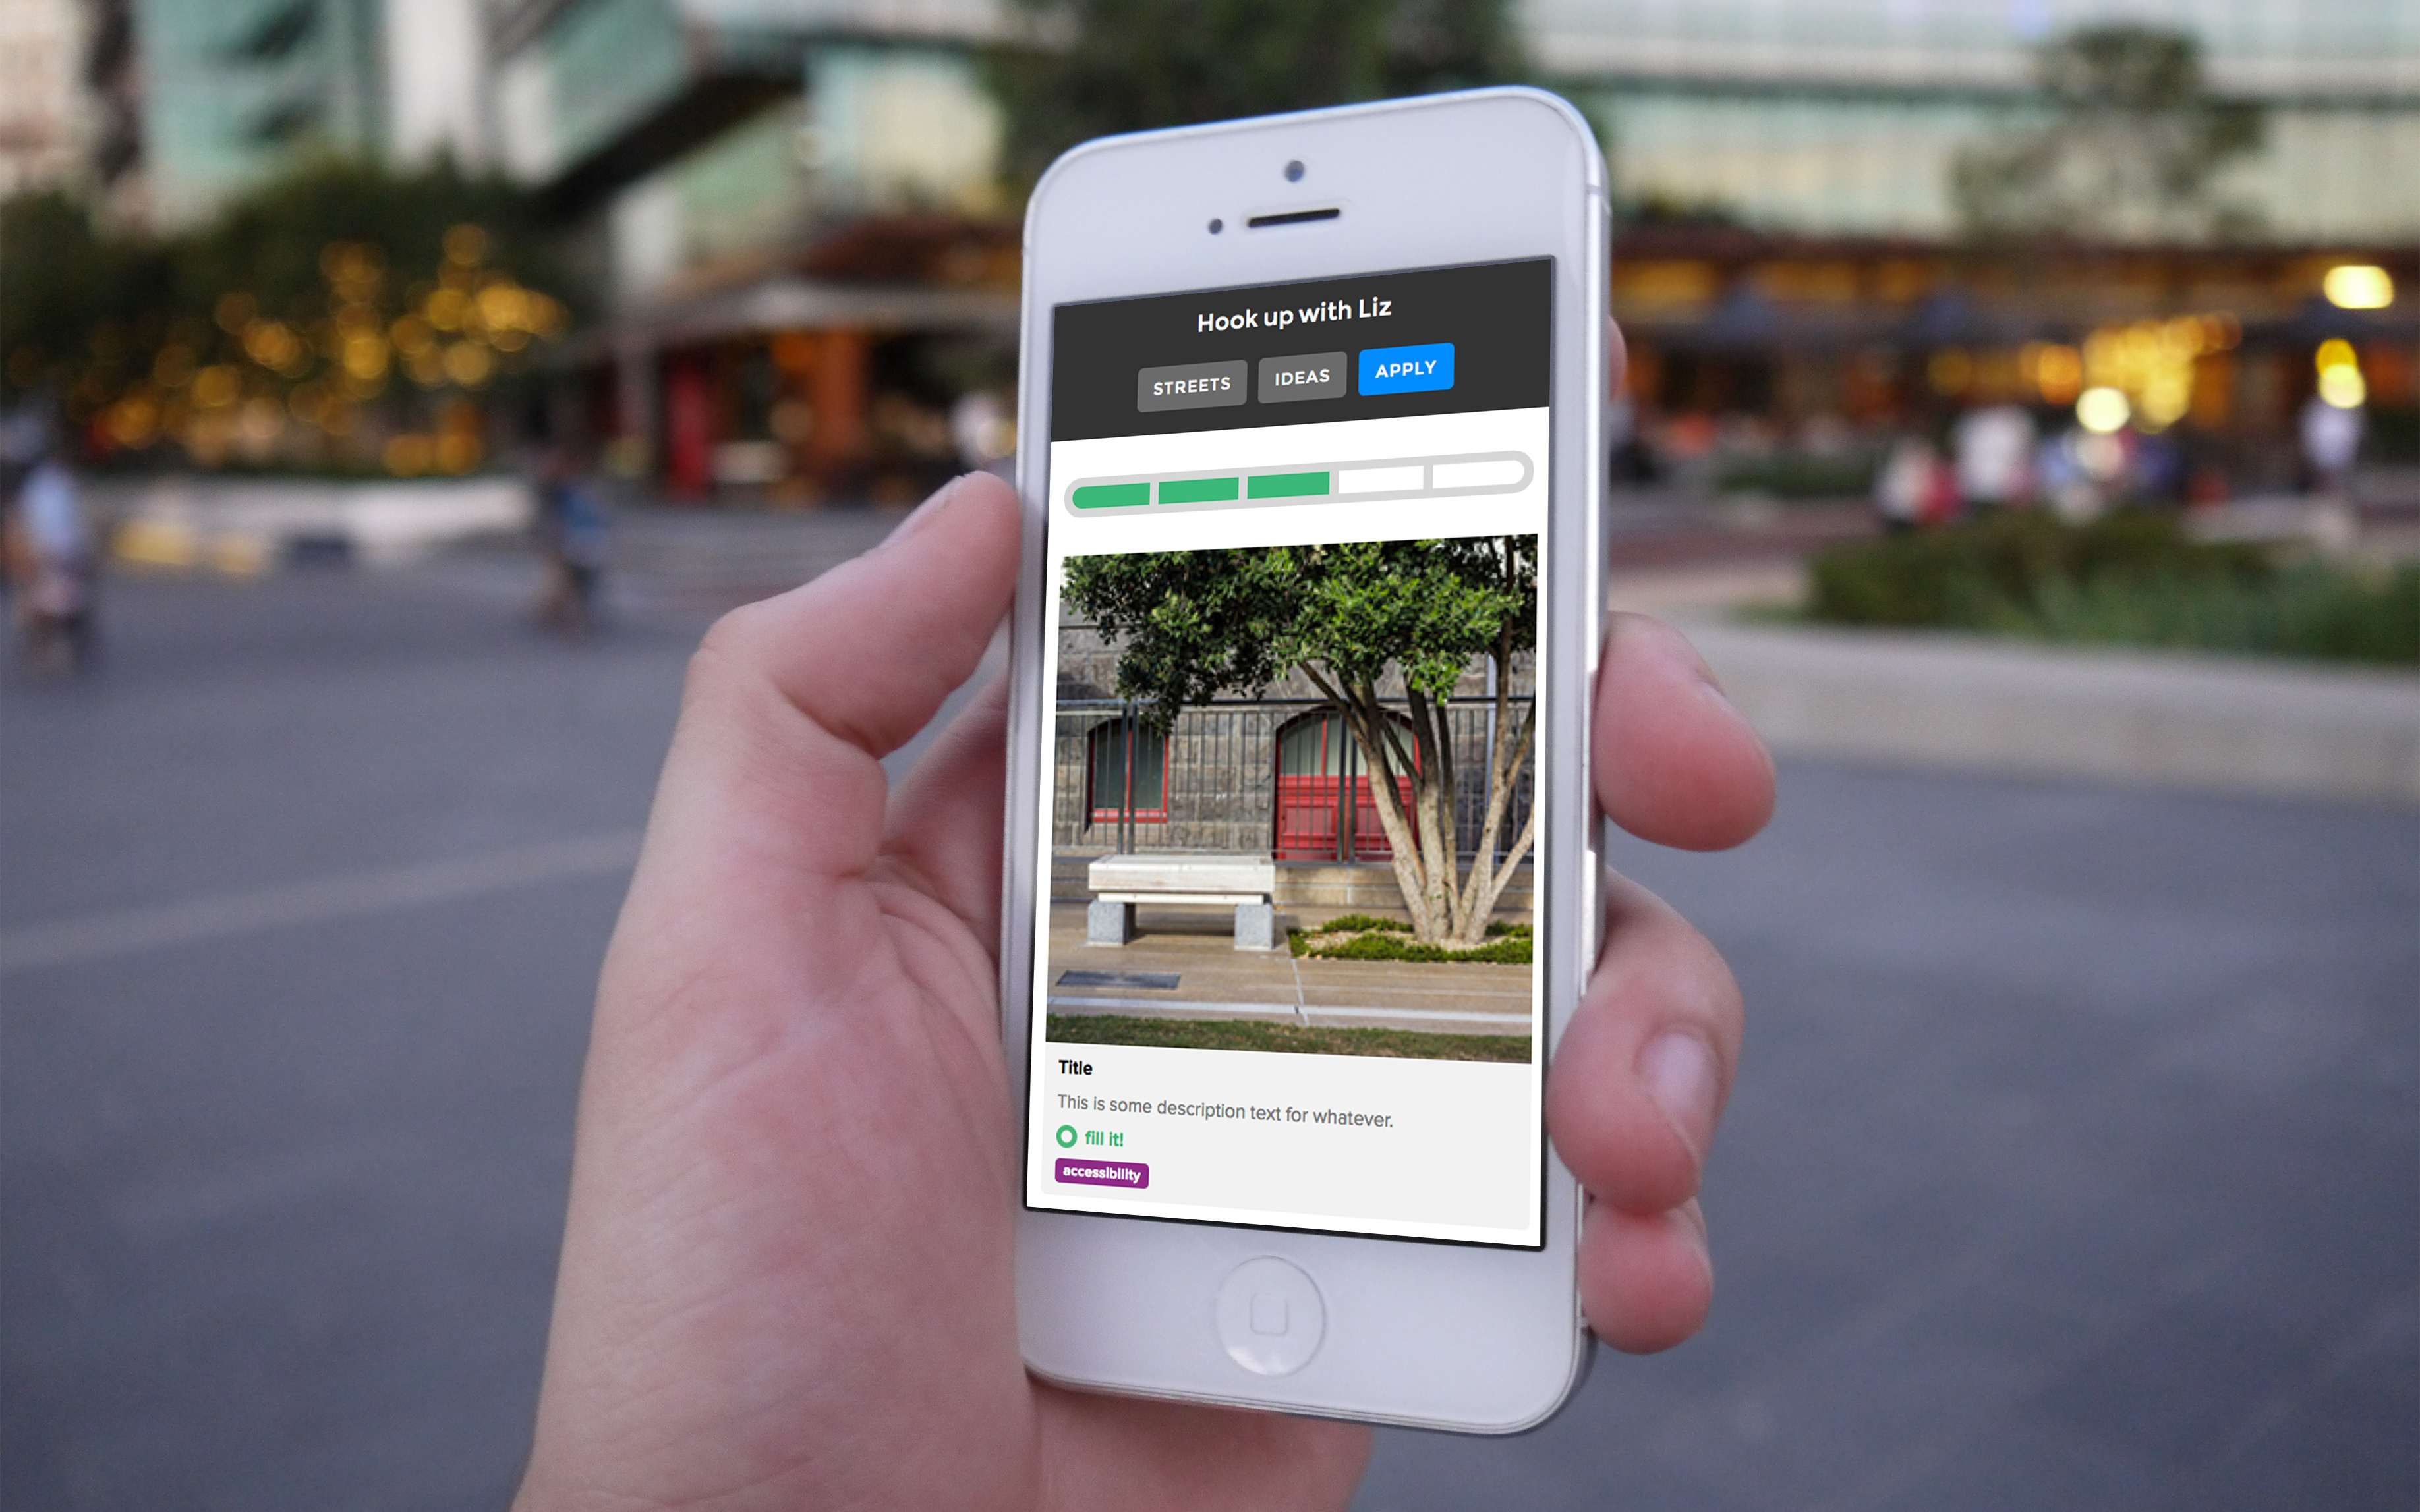 Hook up with Liz
STREETS IDEAS APPLY
Title
This is some description text for whatever.
fill it!
accessibility